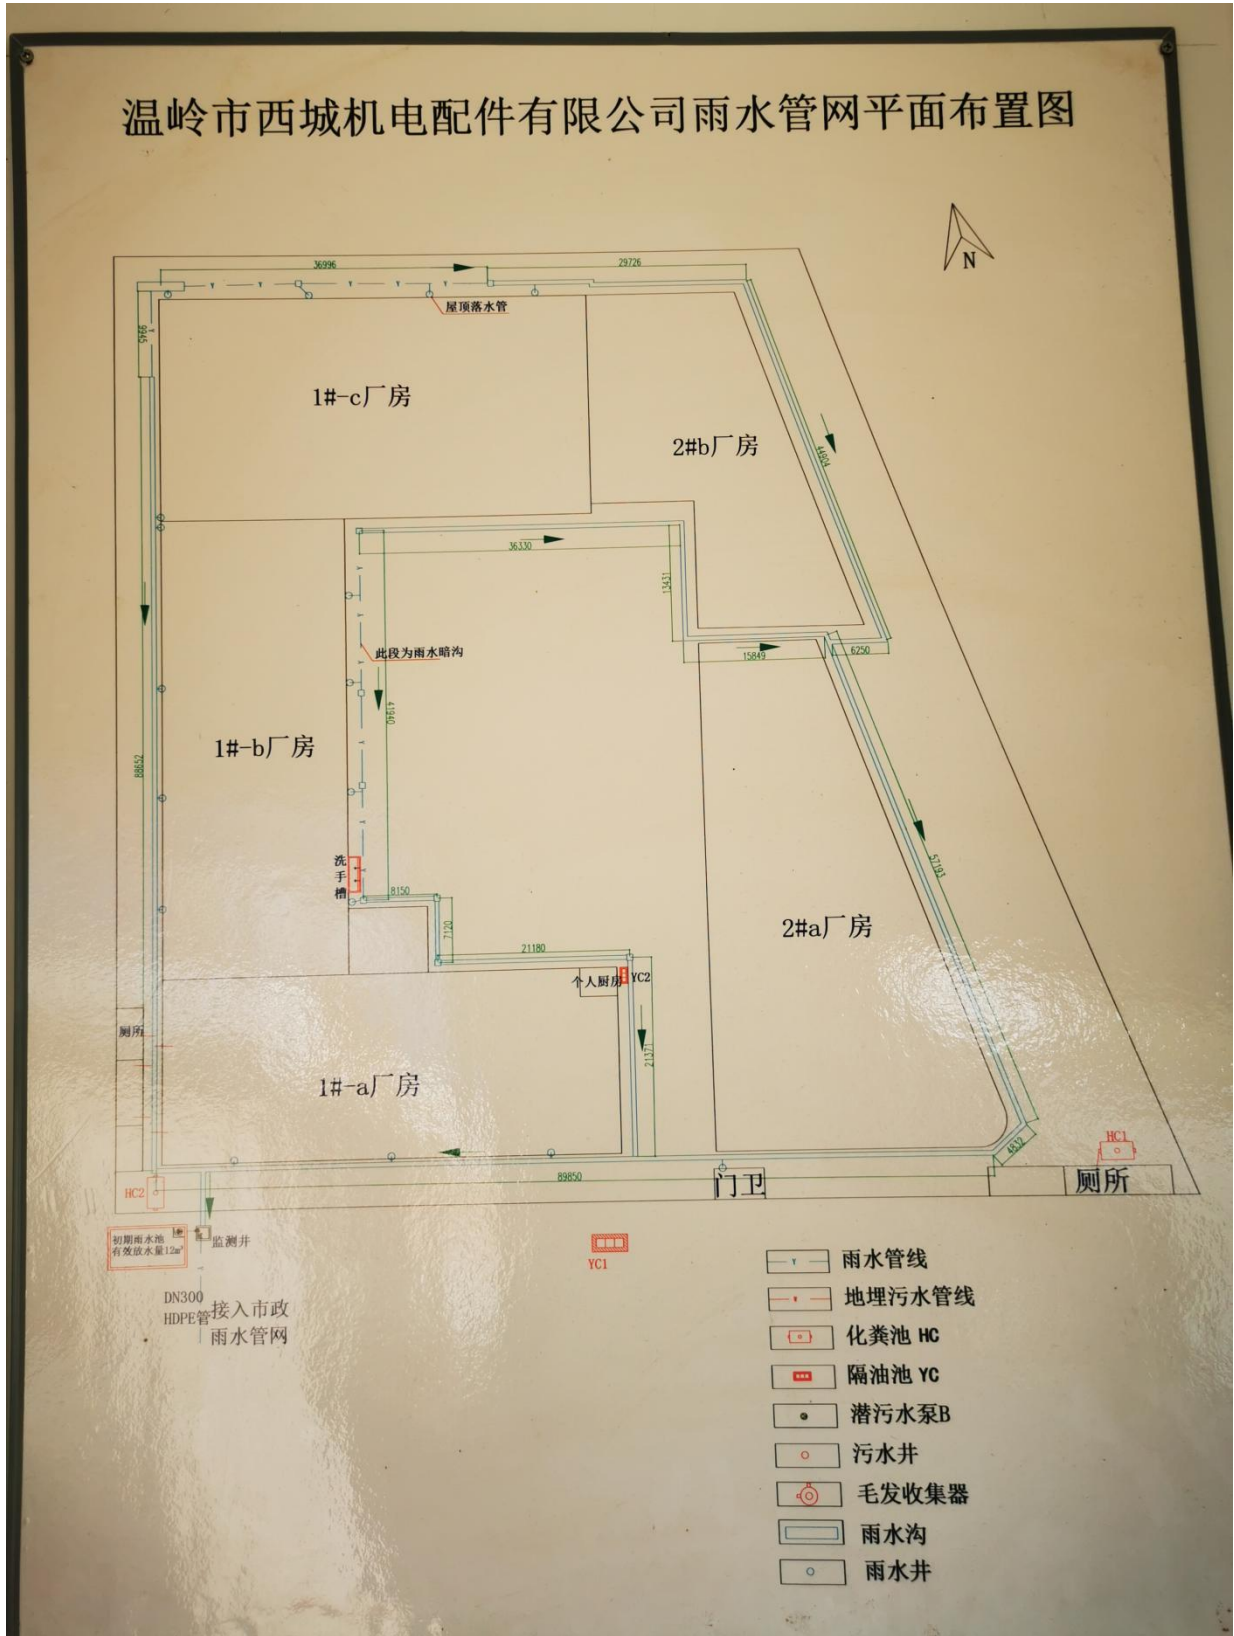 温岭市西城机电配件有限公司雨水管网平面布置图
N
36996
29726
屋顶落水管
9945
1#-c厂房
2#b厂房
44904
36330
13431
此段为雨水暗沟
15849
6250
41940
1#-b厂房
88652
57193
洗手槽
8150
7120
2#a厂房
21180
个人厨房
YC2
厕所
21371
1#-a厂房
HC1
4832
89850
门卫
厕所
HC2
初期雨水池
有效放水量12m³
监测井
YC1
DN300
HDPE管
接入市政
雨水管网
雨水管线
地埋污水管线
化粪池 HC
隔油池 YC
潜污水泵B
污水井
毛发收集器
雨水沟
雨水井